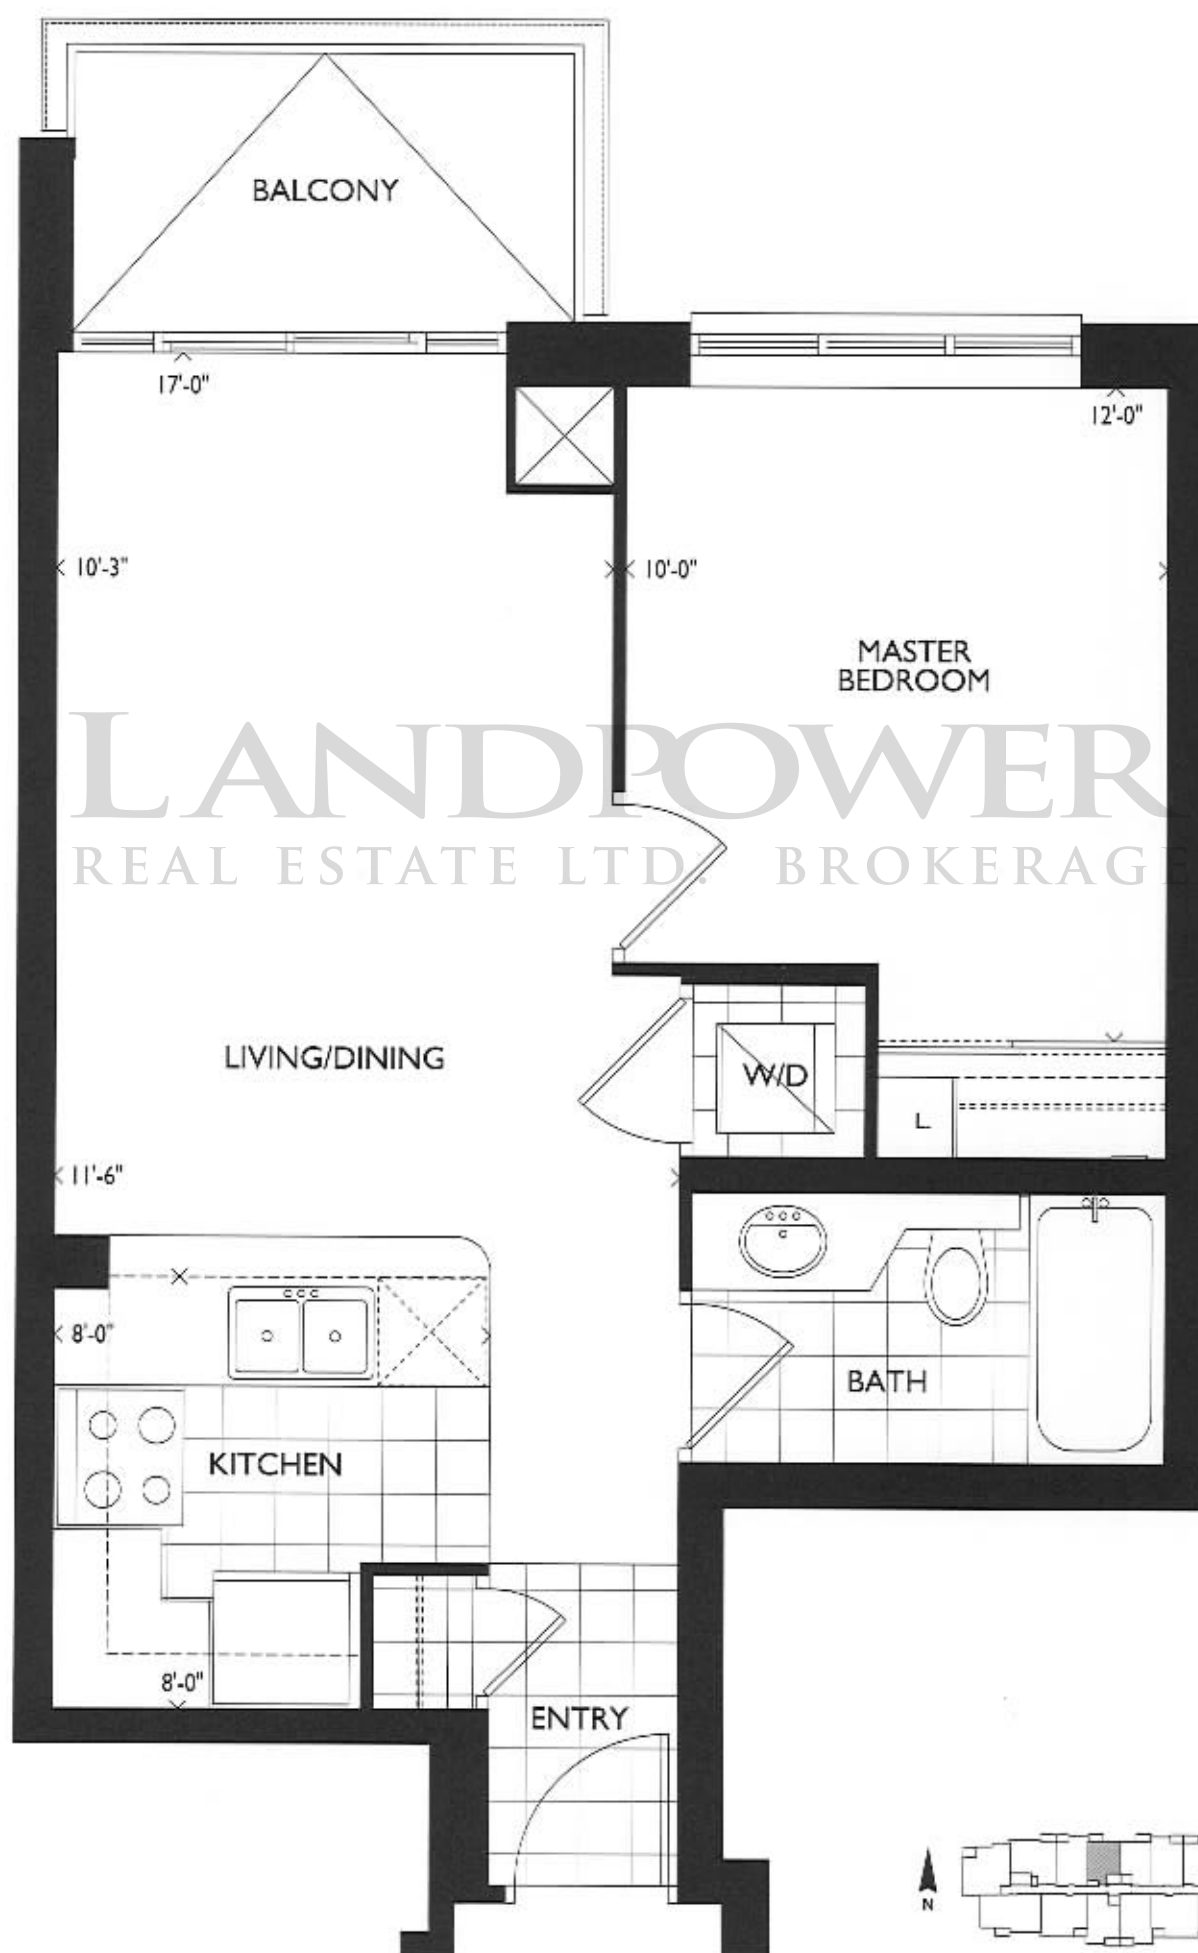 BALCONY
17'-0"
12'-0"
10'-3"
10'-0"
MASTER
BEDROOM
LANDPOWER
REAL ESTATE LTD. BROKERAGE
LIVING/DINING
W/D
L
11'-6"
8'-0"
BATH
KITCHEN
8'-0"
ENTRY
N